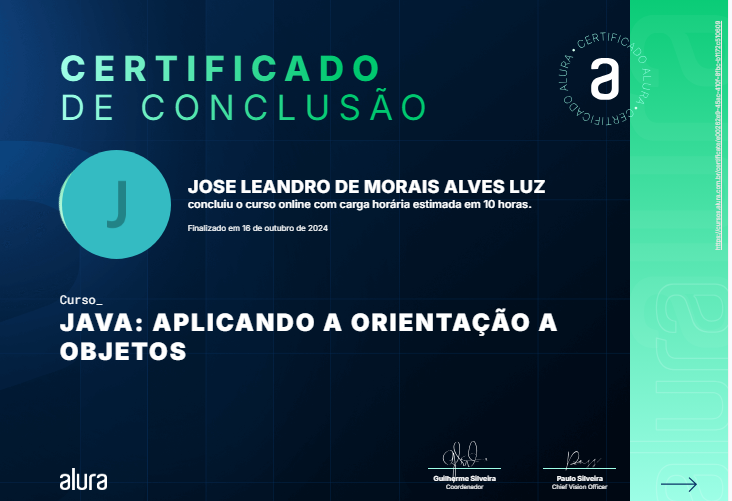 CERTIFICADO
DE CONCLUSÃO
CERTIFICADO ALURA • CERTIFICADO ALURA •
a
J
JOSE LEANDRO DE MORAIS ALVES LUZ
concluiu o curso online com carga horária estimada em 10 horas.
Finalizado em 16 de outubro de 2024
Curso_
JAVA: APLICANDO A ORIENTAÇÃO A
OBJETOS
alura
Guilherme Silveira
Coordenador
Paulo Silveira
Chief Vision Officer
alura